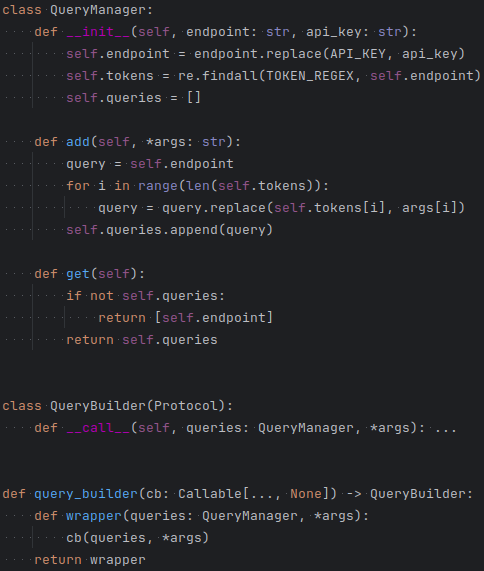 class QueryManager:
    def __init__(self, endpoint: str, api_key: str):
        self.endpoint = endpoint.replace(API_KEY, api_key)
        self.tokens = re.findall(TOKEN_REGEX, self.endpoint)
        self.queries = []

    def add(self, *args: str):
        query = self.endpoint
        for i in range(len(self.tokens)):
            query = query.replace(self.tokens[i], args[i])
        self.queries.append(query)

    def get(self):
        if not self.queries:
            return [self.endpoint]
        return self.queries


class QueryBuilder(Protocol):
    def __call__(self, queries: QueryManager, *args): ...


def query_builder(cb: Callable[..., None]) -> QueryBuilder:
    def wrapper(queries: QueryManager, *args):
        cb(queries, *args)
    return wrapper